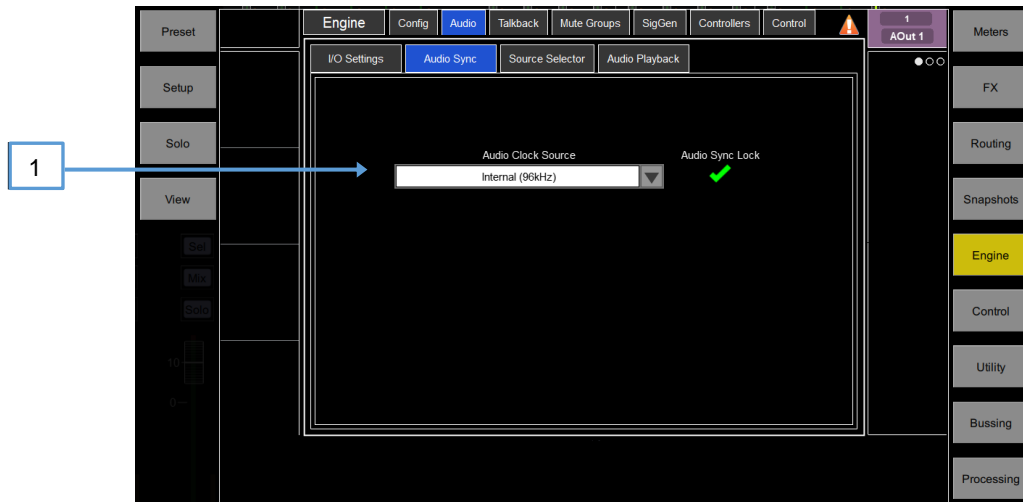 Preset
Engine
Config
Audio
Talkback
Mute Groups
SigGen
Controllers
Control
1
AOut 1
Meters
I/O Settings
Audio Sync
Source Selector
Audio Playback
Setup
FX
Solo
Routing
1
Audio Clock Source
Audio Sync Lock
Internal (96kHz)
View
Snapshots
Sel
Mix
Solo
Engine
Control
10
0
Utility
Bussing
Processing